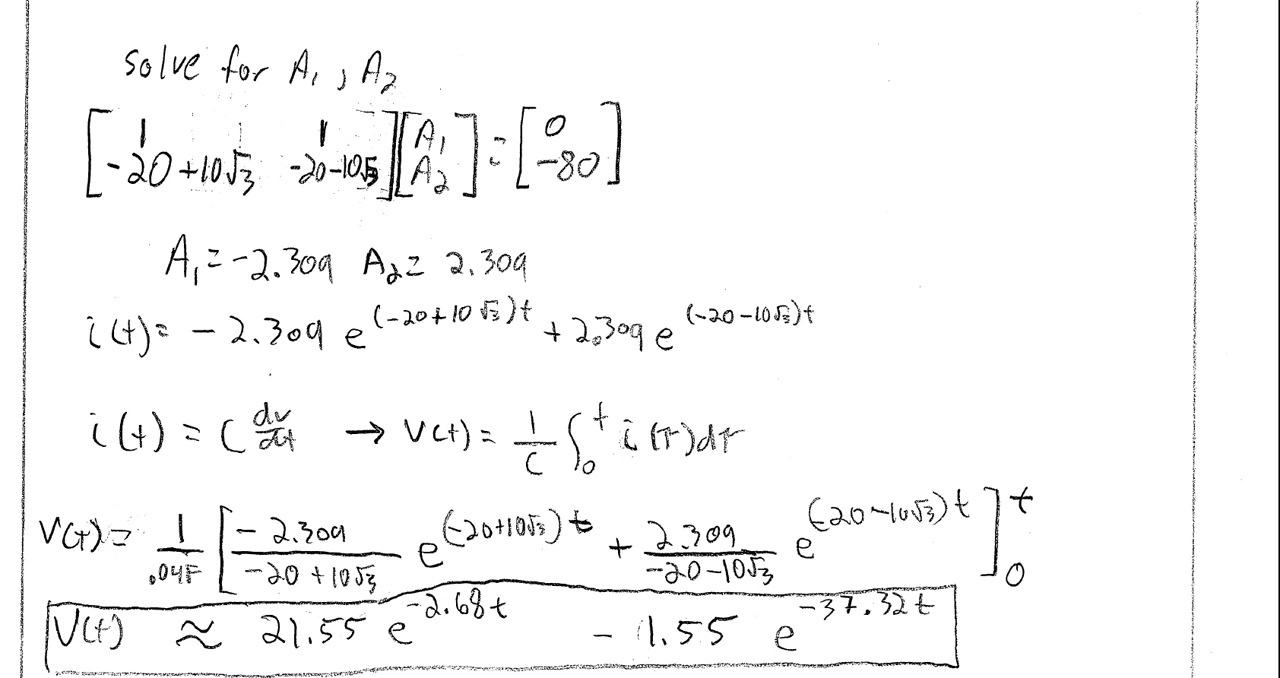 solve for A₁, A₂
[1 1; -20+10√3 -20-10√3][A₁; A₂] = [0; -80]
A₁ = -2.309 A₂ = 2.309
i(t) = -2.309 e^((-20+10√3)t) + 2.309 e^((-20-10√3)t)
i(t) = C dv/dt → V(t) = 1/C ∫₀^t i(τ)dτ
V(t) = 1/.04F [-2.309/(-20+10√3) e^((-20+10√3)t) + 2.309/(-20-10√3) e^((-20-10√3)t)]₀^t
V(t) ≈ 21.55 e^(-2.68t) - 1.55 e^(-37.32t)